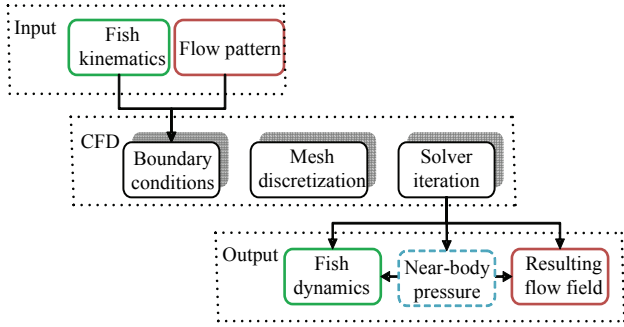 Input
Fish
kinematics
Flow pattern
CFD
Boundary
conditions
Mesh
discretization
Solver
iteration
Output
Fish
dynamics
Near-body
pressure
Resulting
flow field